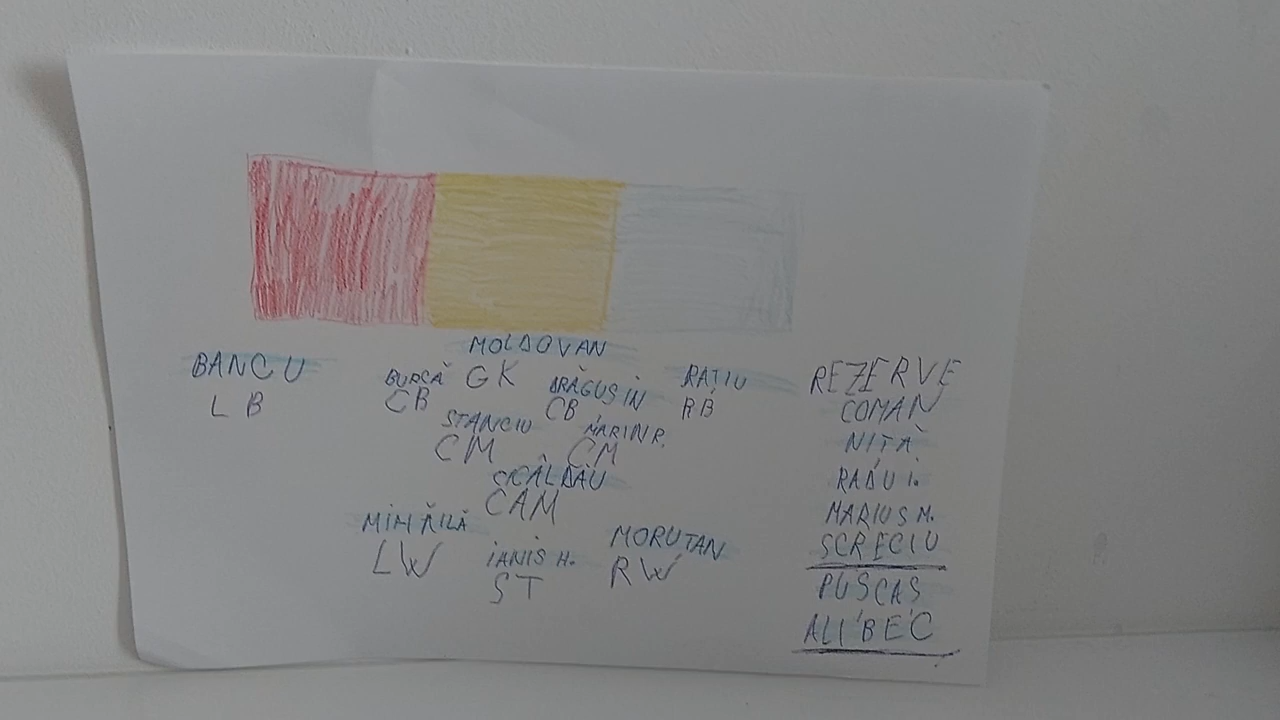 MOLDOVAN
GK
BANCU
LB
BURCĂ
CB
DRĂGUȘIN
CB
RAȚIU
RB
STANCIU
CM
MARIN R.
CM
CICÂLDĂU
CAM
MIHĂILĂ
LW
IANIS H.
ST
MORUȚAN
RW
REZERVE
COMAN
NIȚĂ
RADU I.
MARIUS M.
SCRECIU
PUȘCAȘ
ALIBEC